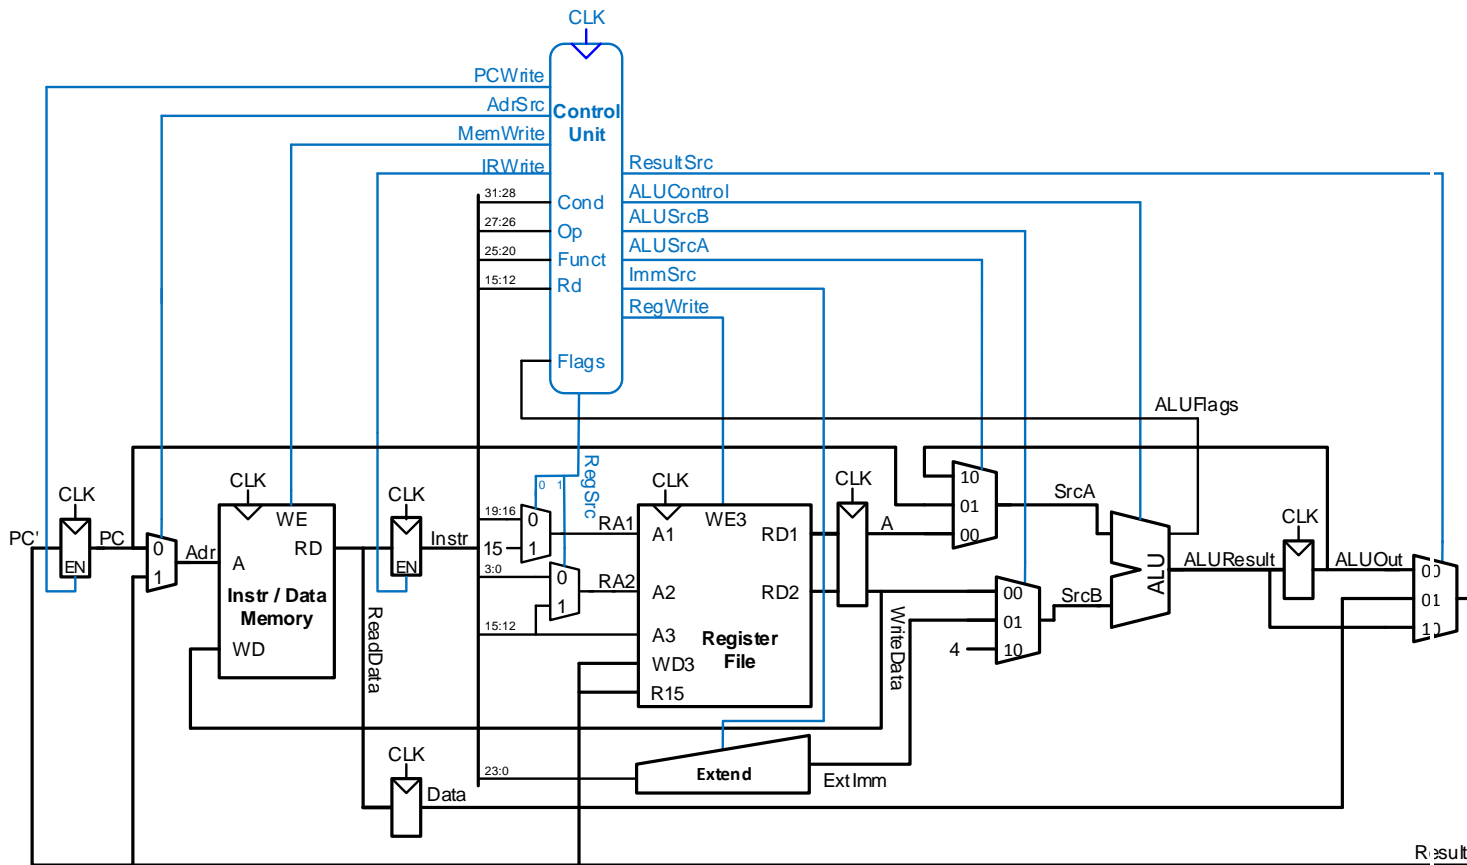 CLK
PCWrite
AdrSrc
MemWrite
IRWrite
Control
Unit
ResultSrc
ALUControl
ALUSrcB
ALUSrcA
ImmSrc
RegWrite
31:28
Cond
27:26
Op
25:20
Funct
15:12
Rd
Flags
ALUFlags
RegSrc
0 1
CLK
PC'
EN
PC
0
1
Adr
CLK
WE
A
RD
Instr / Data
Memory
WD
ReadData
CLK
EN
Instr
19:16
15
0
1
RA1
3:0
0
1
RA2
15:12
CLK
WE3
A1
RD1
A2
RD2
A3
Register
File
WD3
R15
CLK
A
WriteData
10
01
00
SrcA
00
01
10
4
SrcB
ALU
ALUResult
CLK
ALUOut
00
01
10
23:0
Extend
ExtImm
CLK
Data
Result